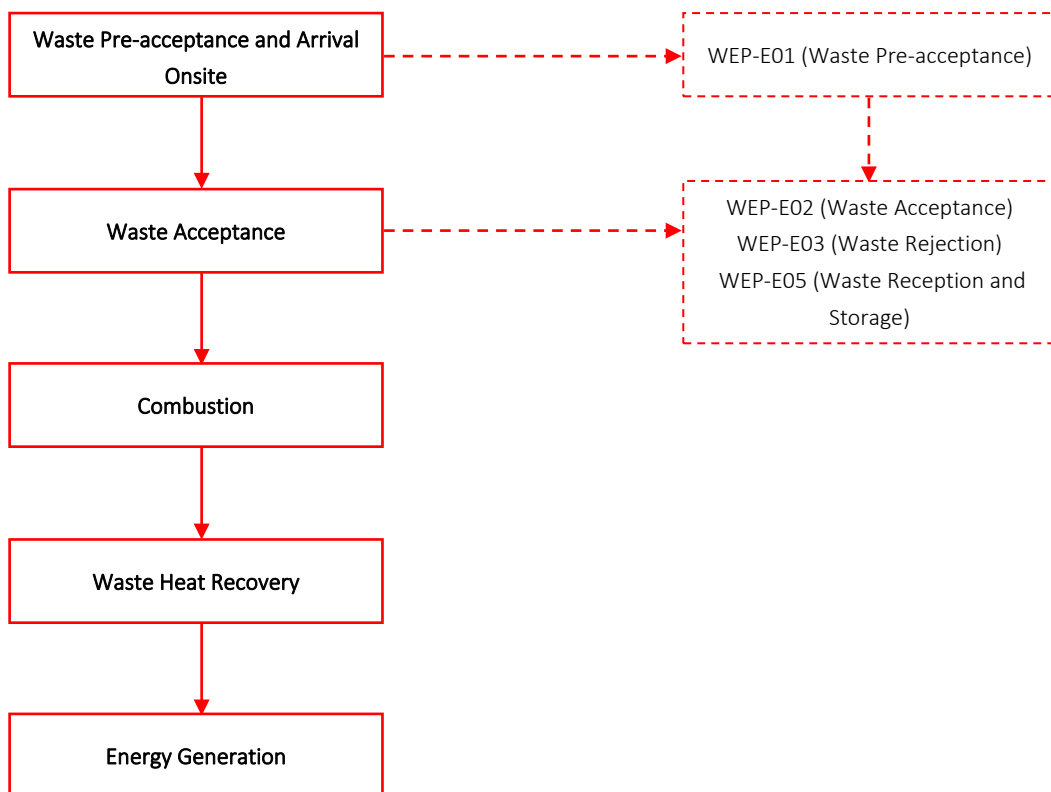 Waste Pre-acceptance and Arrival
Onsite
WEP-E01 (Waste Pre-acceptance)
Waste Acceptance
WEP-E02 (Waste Acceptance)
WEP-E03 (Waste Rejection)
WEP-E05 (Waste Reception and
Storage)
Combustion
Waste Heat Recovery
Energy Generation